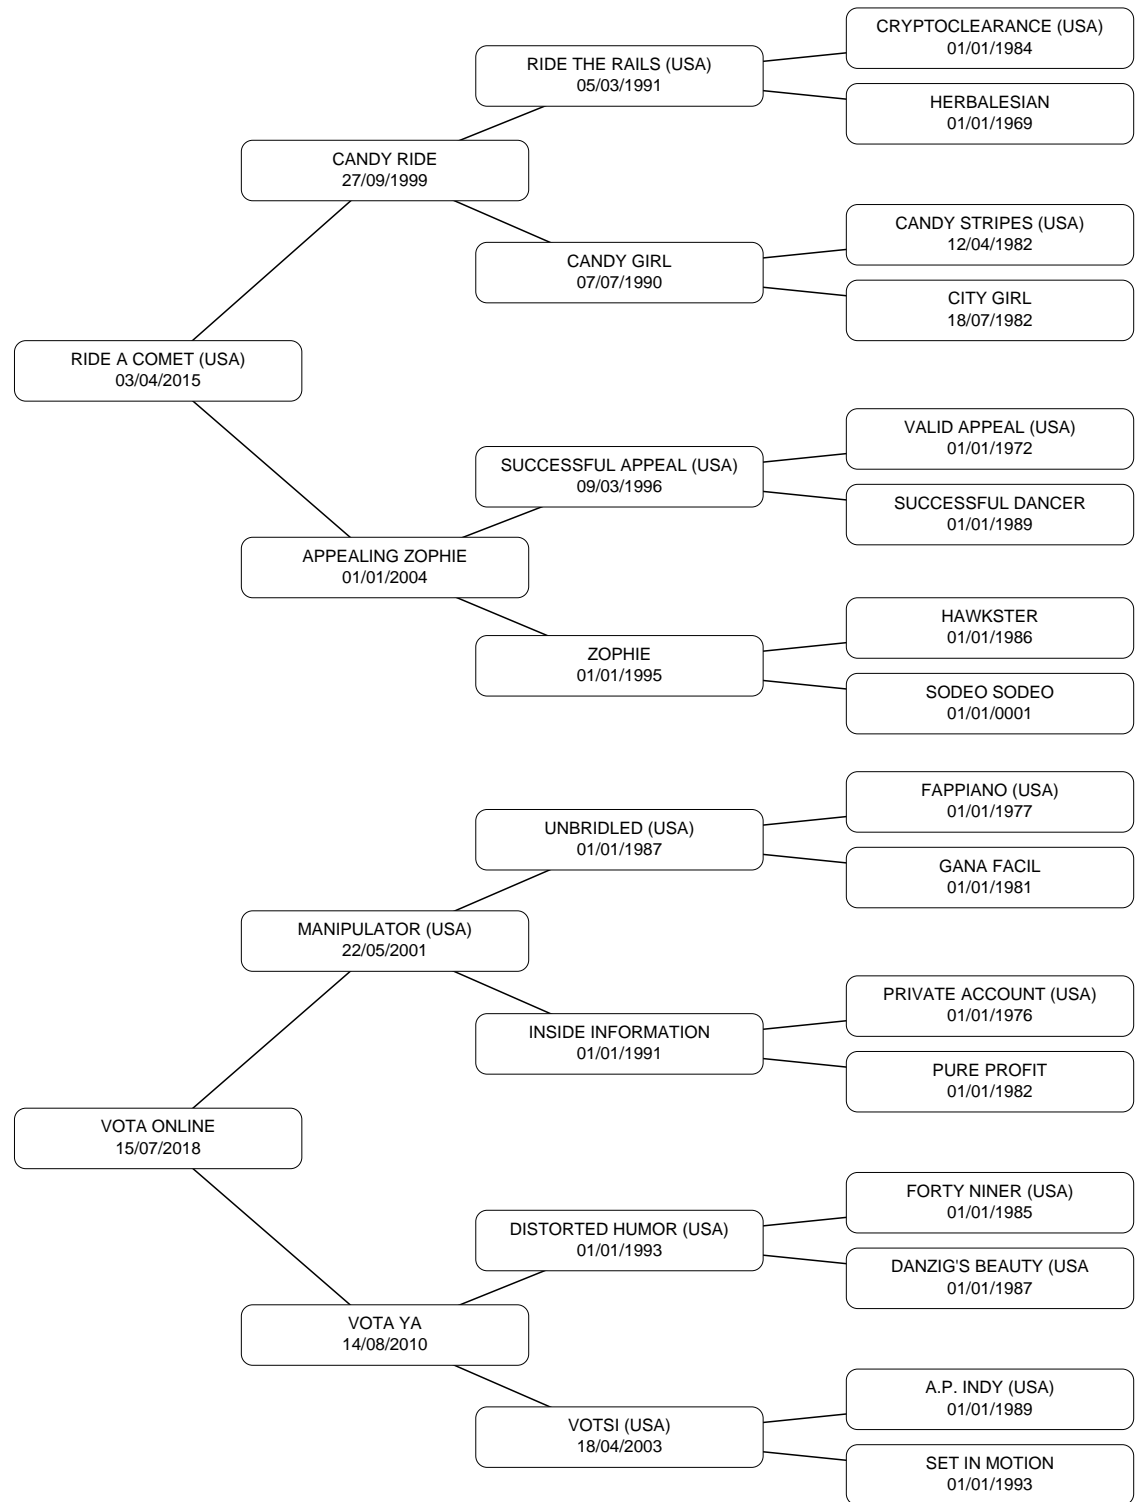 CRYPTOCLEARANCE (USA)
01/01/1984
RIDE THE RAILS (USA)
05/03/1991
HERBALESIAN
01/01/1969
CANDY RIDE
27/09/1999
CANDY STRIPES (USA)
12/04/1982
CANDY GIRL
07/07/1990
CITY GIRL
18/07/1982
RIDE A COMET (USA)
03/04/2015
VALID APPEAL (USA)
01/01/1972
SUCCESSFUL APPEAL (USA)
09/03/1996
SUCCESSFUL DANCER
01/01/1989
APPEALING ZOPHIE
01/01/2004
HAWKSTER
01/01/1986
ZOPHIE
01/01/1995
SODEO SODEO
01/01/0001
FAPPIANO (USA)
01/01/1977
UNBRIDLED (USA)
01/01/1987
GANA FACIL
01/01/1981
MANIPULATOR (USA)
22/05/2001
PRIVATE ACCOUNT (USA)
01/01/1976
INSIDE INFORMATION
01/01/1991
PURE PROFIT
01/01/1982
VOTA ONLINE
15/07/2018
FORTY NINER (USA)
01/01/1985
DISTORTED HUMOR (USA)
01/01/1993
DANZIG'S BEAUTY (USA
01/01/1987
VOTA YA
14/08/2010
A.P. INDY (USA)
01/01/1989
VOTSI (USA)
18/04/2003
SET IN MOTION
01/01/1993